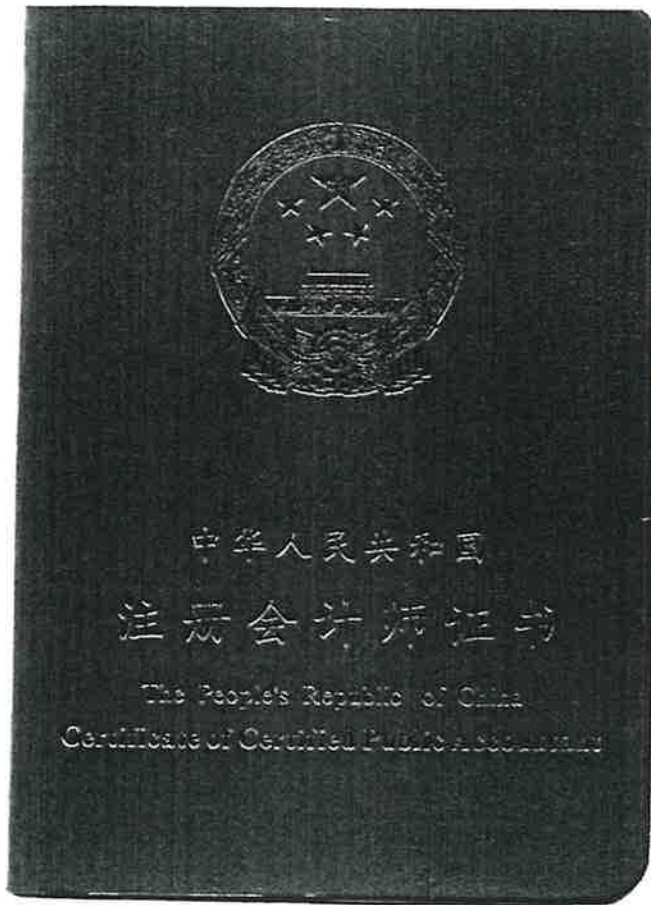 中华人民共和国
注册会计师证书
The People's Republic of China
Certificate of Certified Public Accountant